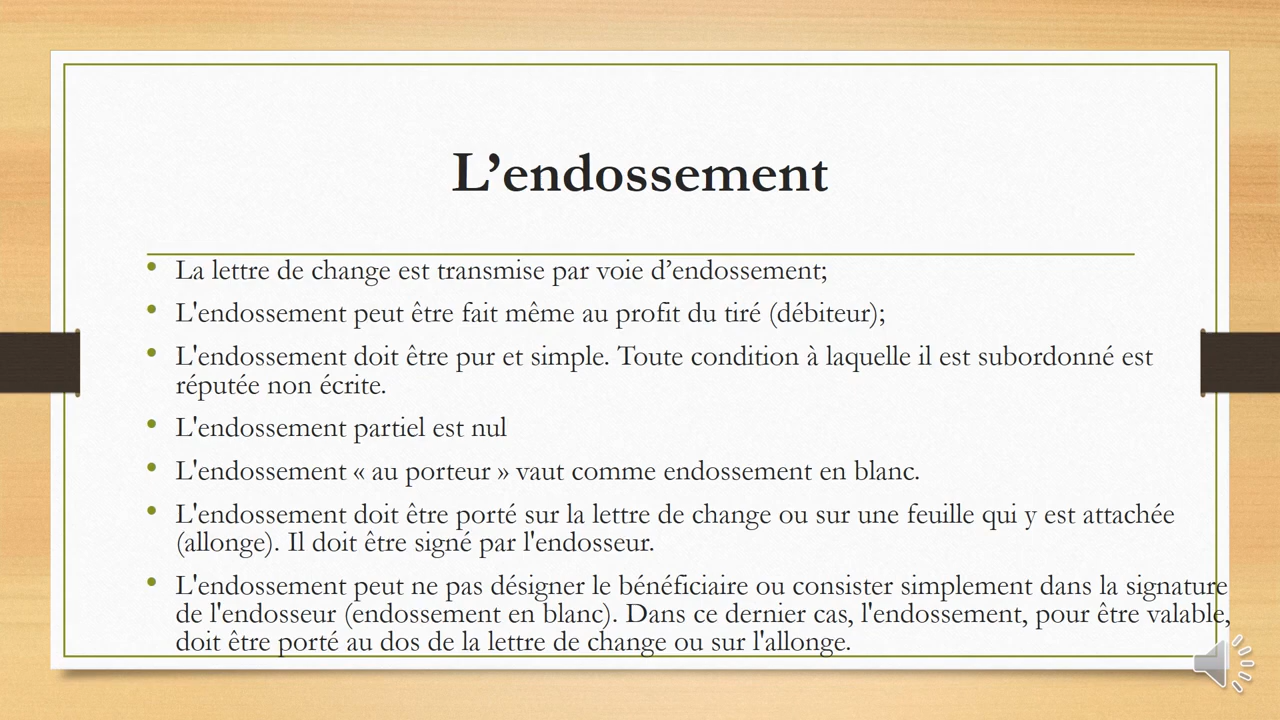 L’endossement
• La lettre de change est transmise par voie d’endossement;
• L'endossement peut être fait même au profit du tiré (débiteur);
• L'endossement doit être pur et simple. Toute condition à laquelle il est subordonné est
réputée non écrite.
• L'endossement partiel est nul
• L'endossement « au porteur » vaut comme endossement en blanc.
• L'endossement doit être porté sur la lettre de change ou sur une feuille qui y est attachée
(allonge). Il doit être signé par l'endosseur.
• L'endossement peut ne pas désigner le bénéficiaire ou consister simplement dans la signature
de l'endosseur (endossement en blanc). Dans ce dernier cas, l'endossement, pour être valable,
doit être porté au dos de la lettre de change ou sur l'allonge.